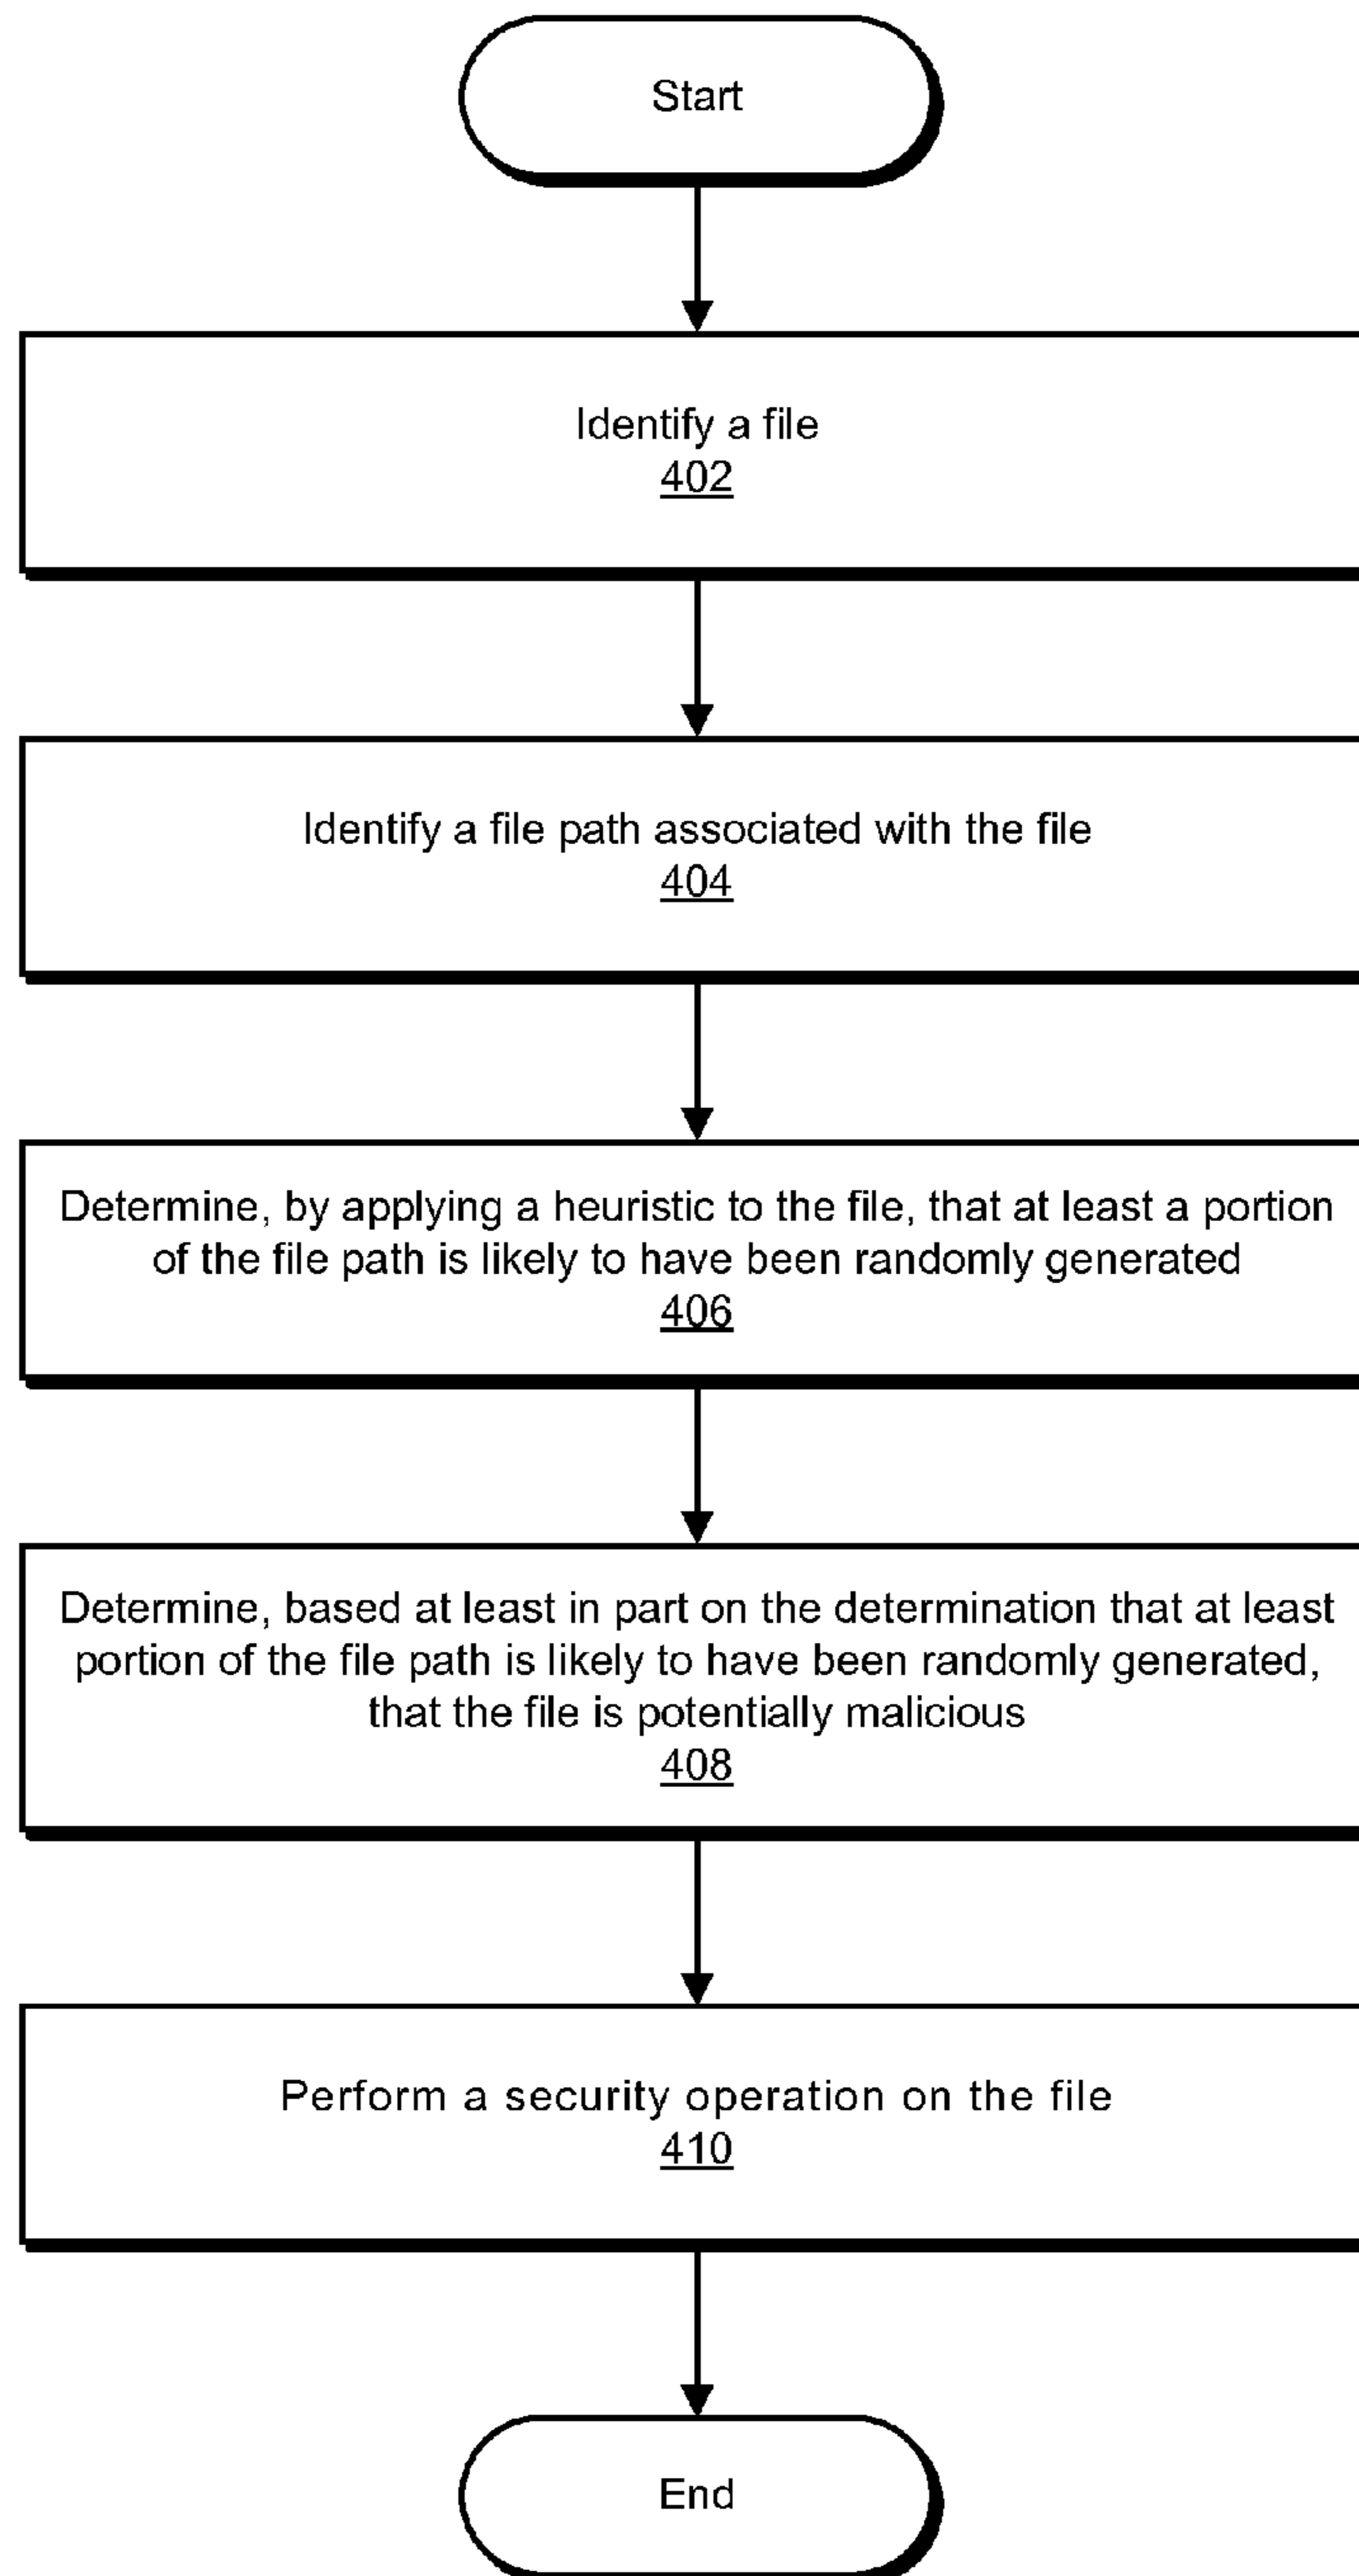 Start
Identify a file
402
Identify a file path associated with the file
404
Determine, by applying a heuristic to the file, that at least a portion
of the file path is likely to have been randomly generated
406
Determine, based at least in part on the determination that at least
portion of the file path is likely to have been randomly generated,
that the file is potentially malicious
408
Perform a security operation on the file
410
End